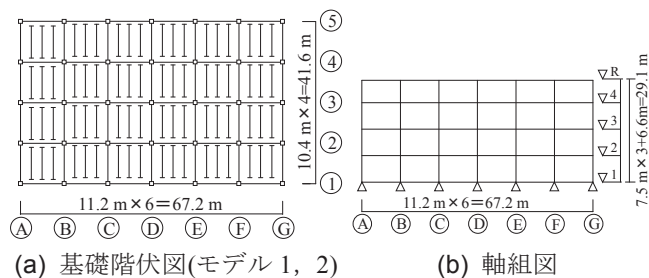 ⑤
④
③
②
①
10.4 m×4=41.6 m
11.2 m×6=67.2 m
Ⓐ Ⓑ Ⓒ Ⓓ Ⓔ Ⓕ Ⓖ
(a) 基礎階伏図(モデル 1, 2)
▽R
▽4
▽3
▽2
▽1
7.5 m×3+6.6m=29.1 m
11.2 m×6=67.2 m
Ⓐ Ⓑ Ⓒ Ⓓ Ⓔ Ⓕ Ⓖ
(b) 軸組図